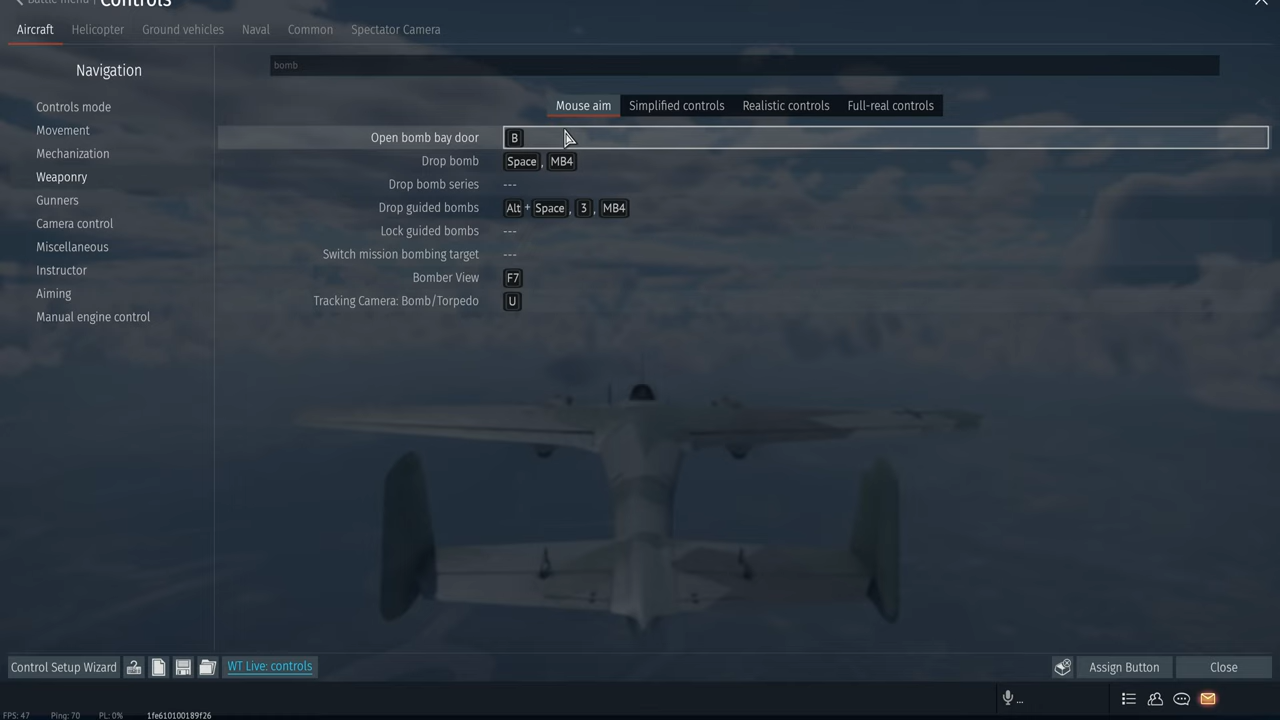 Battle menu | Controls
Aircraft Helicopter Ground vehicles Naval Common Spectator Camera
Navigation
bomb
Controls mode
Movement
Mechanization
Weaponry
Gunners
Camera control
Miscellaneous
Instructor
Aiming
Manual engine control
Mouse aim Simplified controls Realistic controls Full-real controls
Open bomb bay door B
Drop bomb Space , MB4
Drop bomb series ---
Drop guided bombs Alt + Space , 3 , MB4
Lock guided bombs ---
Switch mission bombing target ---
Bomber View F7
Tracking Camera: Bomb/Torpedo U
Control Setup Wizard WT Live: controls Assign Button Close
...
FPS: 47 Ping: 70 PL: 0% 1fe610100189f26